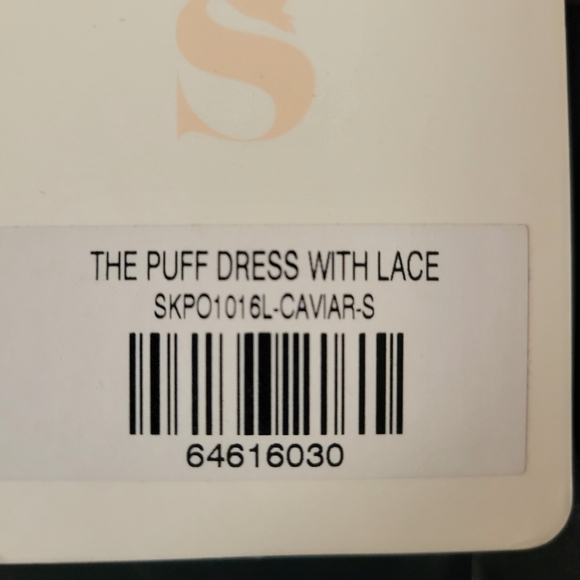 S
THE PUFF DRESS WITH LACE
SKPO1016L-CAVIAR-S
64616030